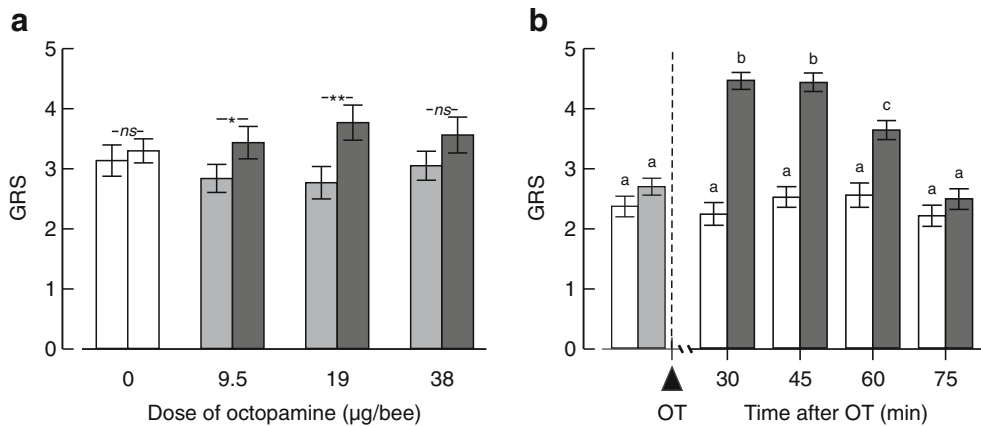 a
5
4
3
2
1
0
GRS
-ns-
-*-
-**-
-ns-
0 9.5 19 38
Dose of octopamine (µg/bee)
b
5
4
3
2
1
0
GRS
a a
a b
a b
a c
a a
30 45 60 75
OT Time after OT (min)